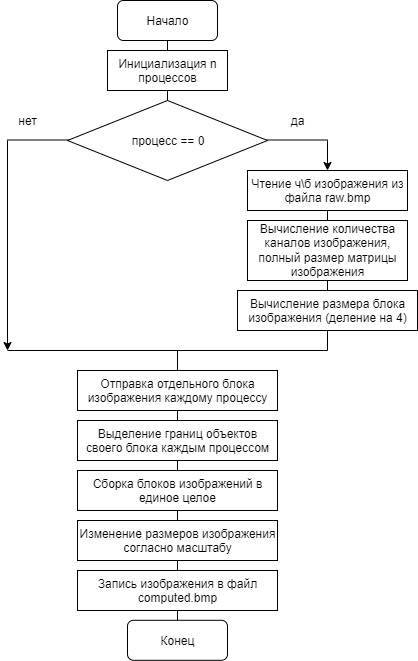 Начало
Инициализация n
процессов
нет
да
процесс == 0
Чтение ч\б изображения из
файла raw.bmp
Вычисление количества
каналов изображения,
полный размер матрицы
изображения
Вычисление размера блока
изображения (деление на 4)
Отправка отдельного блока
изображения каждому процессу
Выделение границ объектов
своего блока каждым процессом
Сборка блоков изображений в
единое целое
Изменение размеров изображения
согласно масштабу
Запись изображения в файл
computed.bmp
Конец